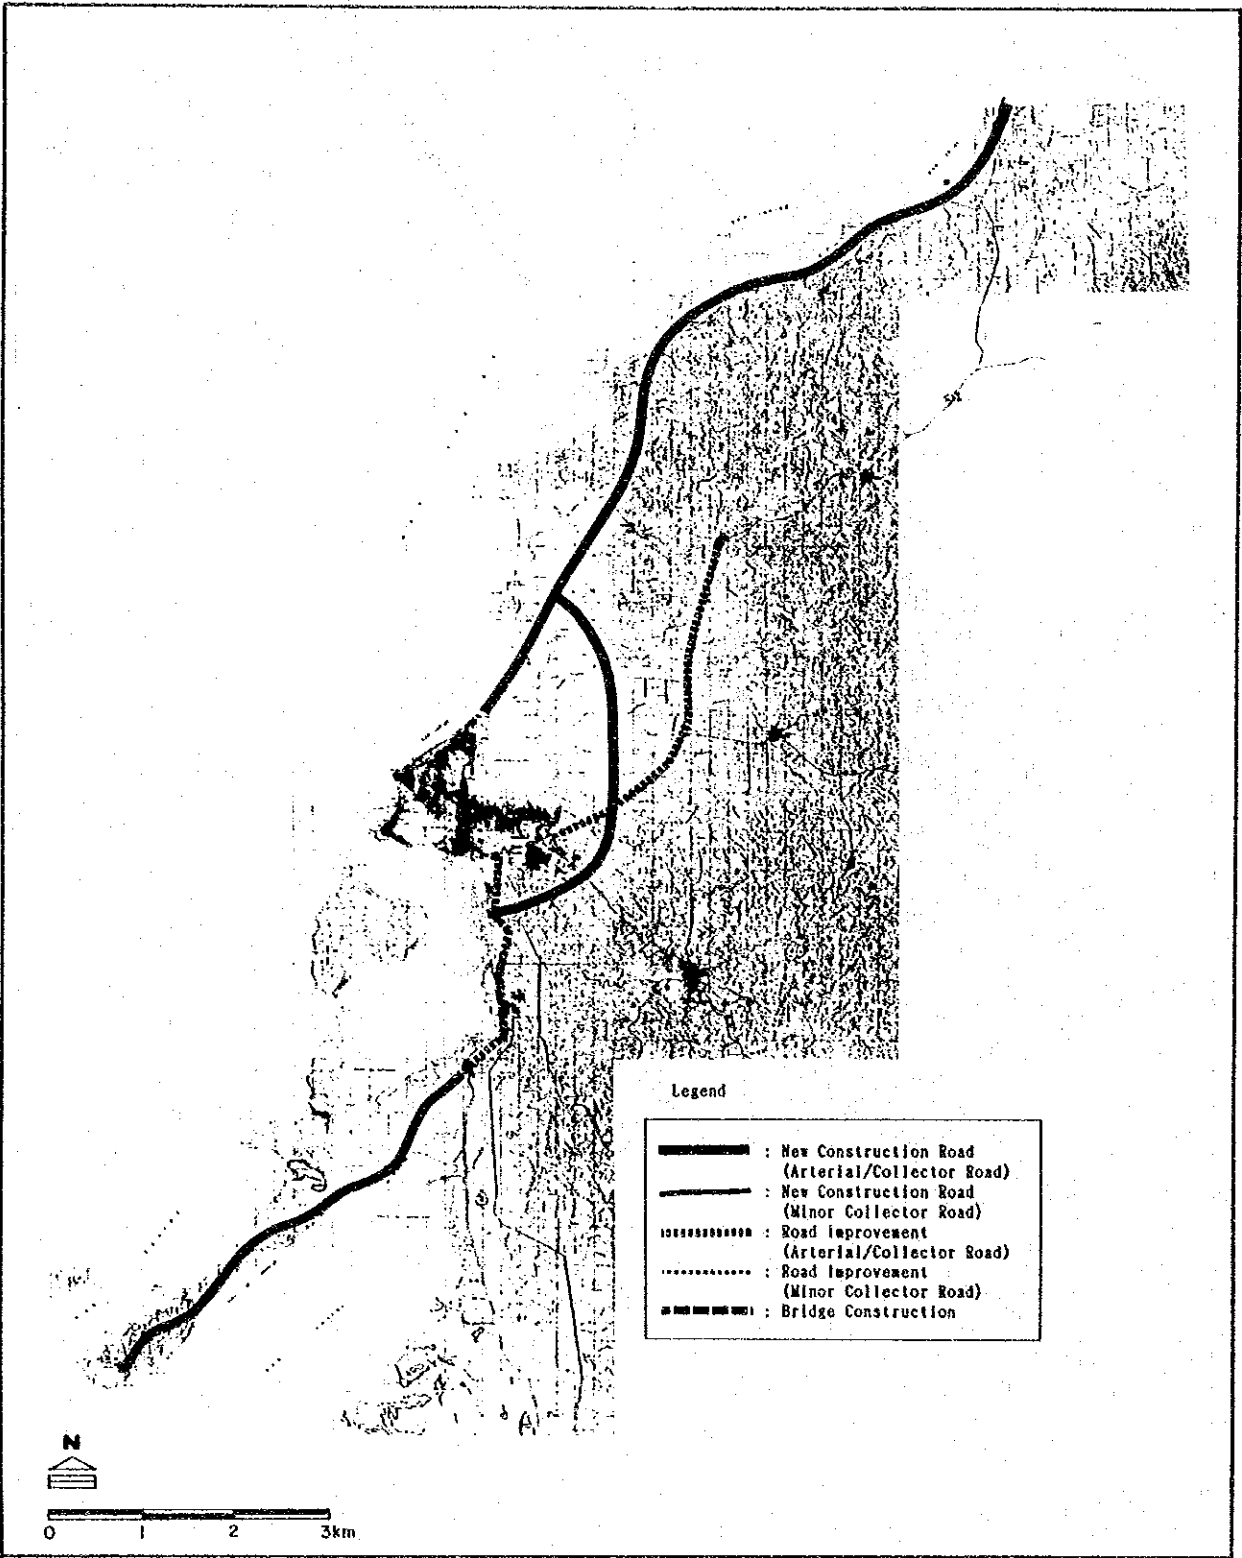 512
Legend
: New Construction Road
(Arterial/Collector Road)
: New Construction Road
(Minor Collector Road)
: Road Improvement
(Arterial/Collector Road)
: Road Improvement
(Minor Collector Road)
: Bridge Construction
N
0 1 2 3km